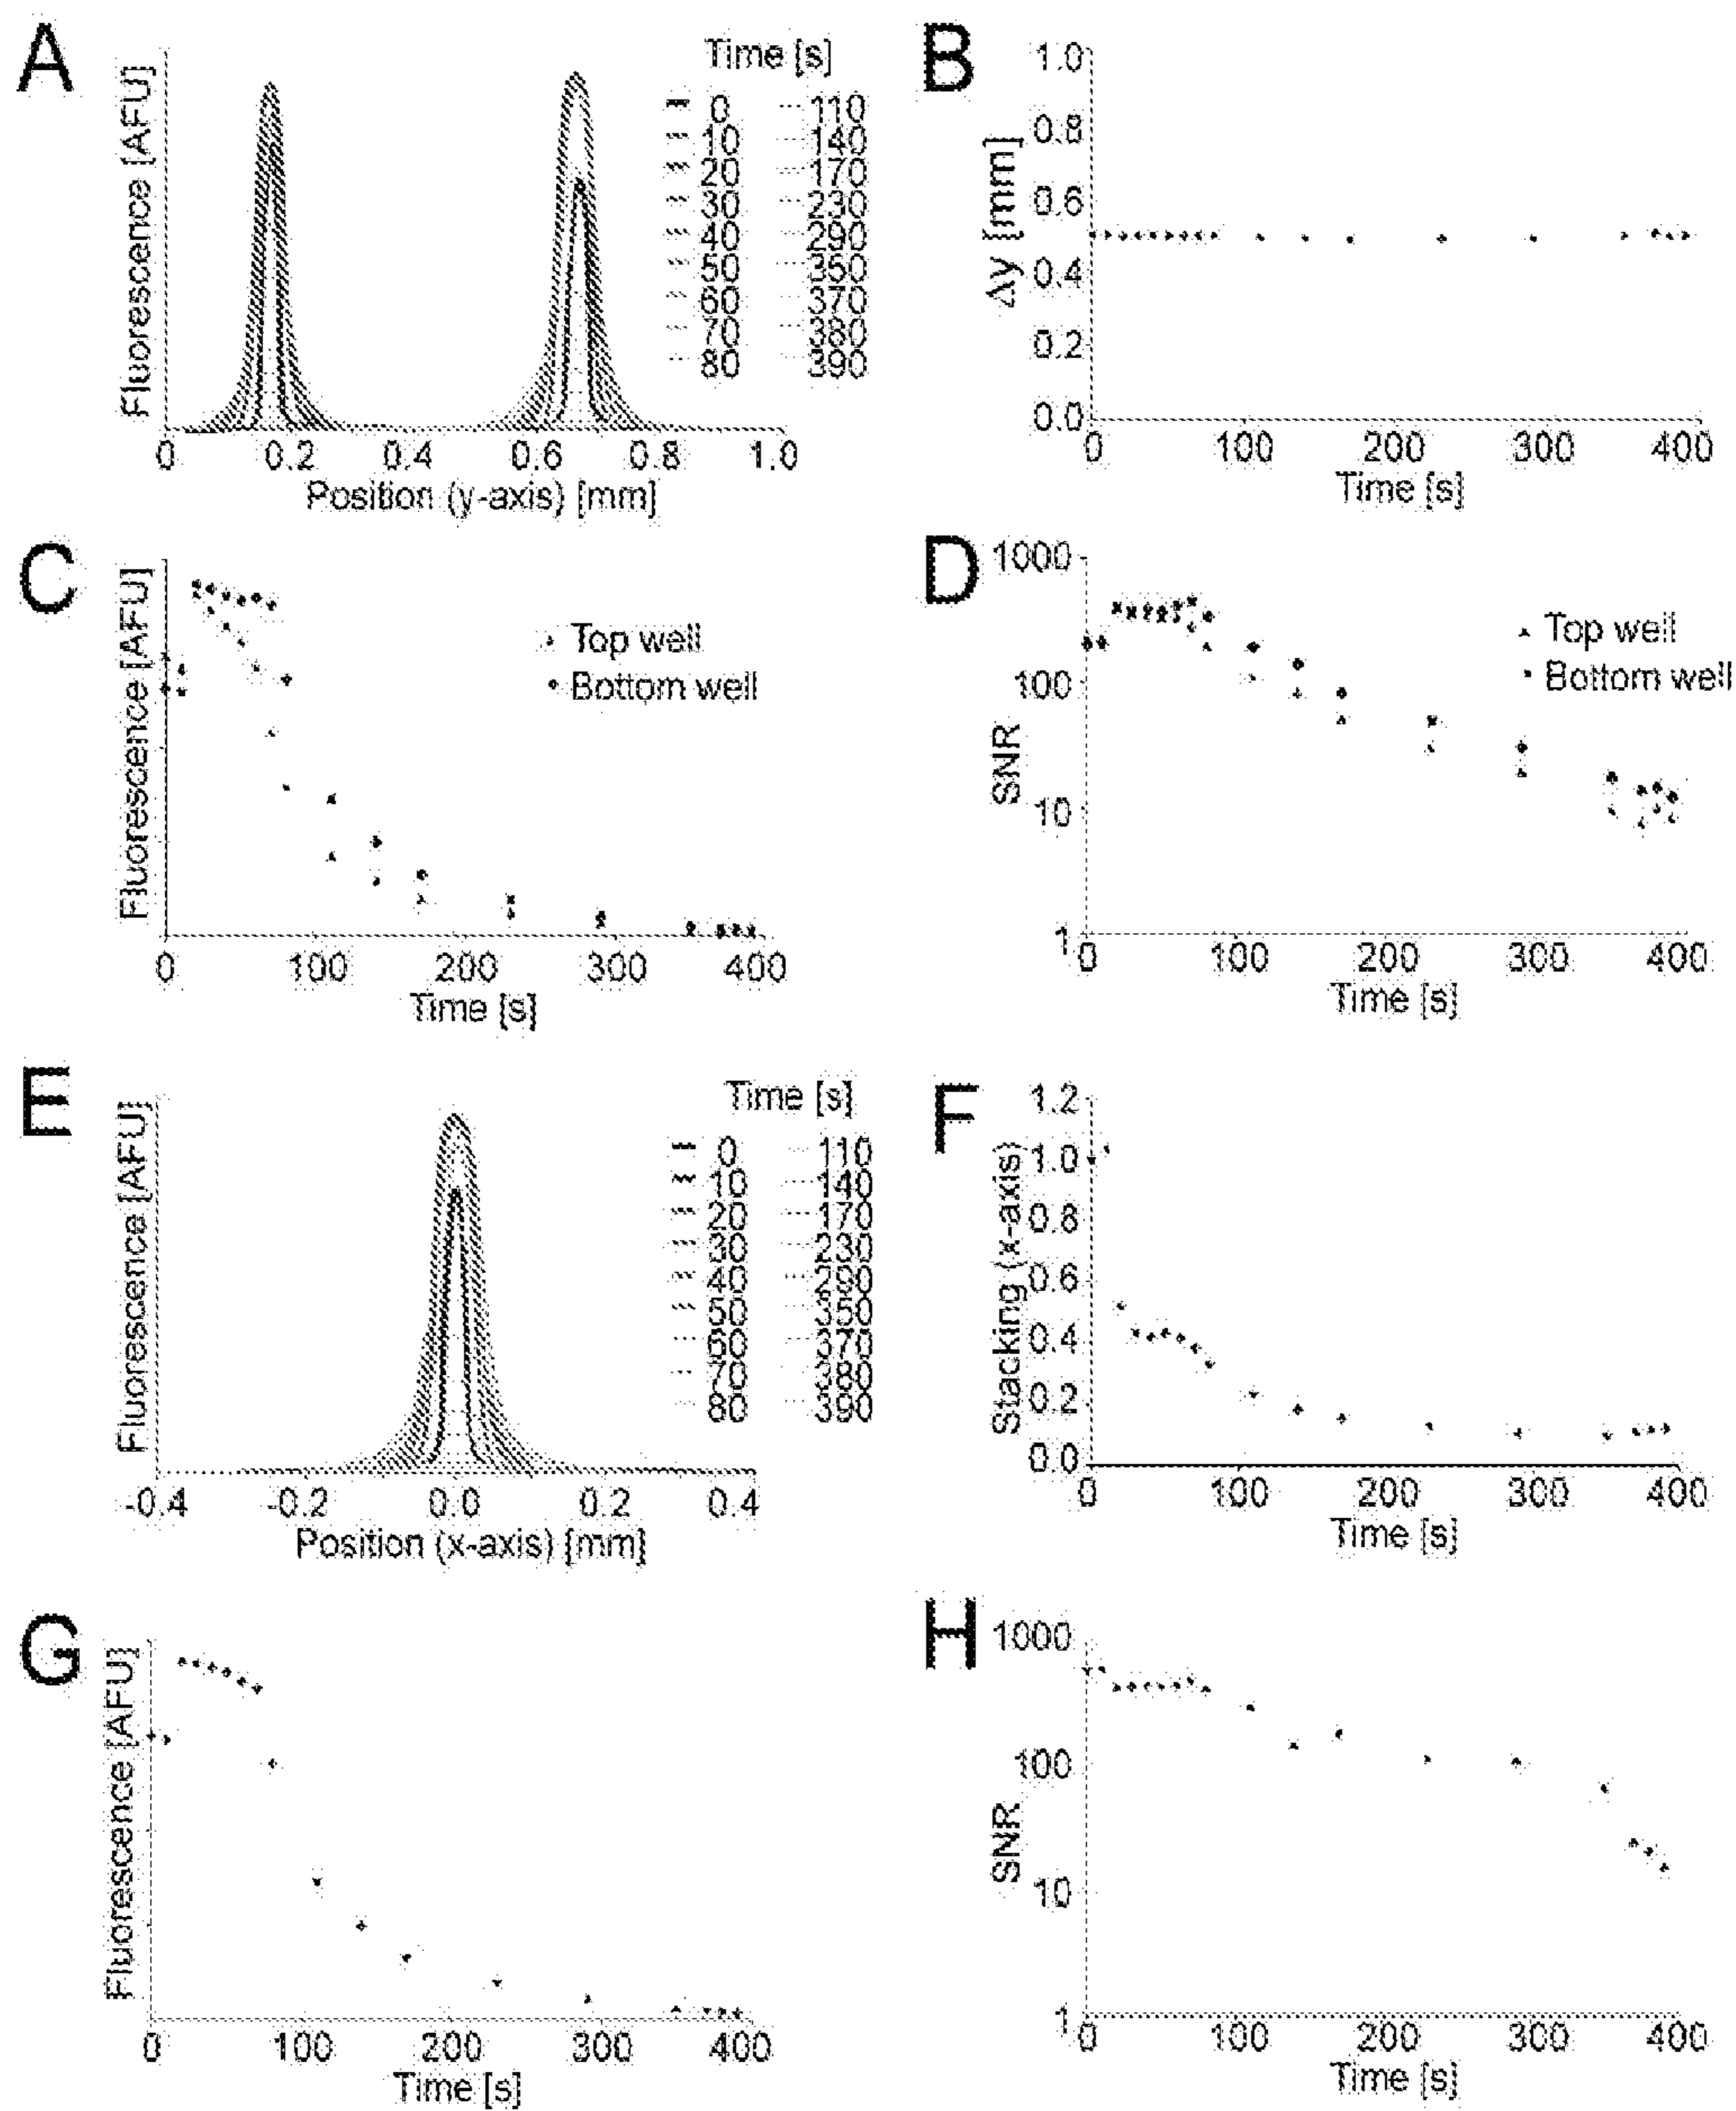 A
Fluorescence [AFU]
0 0.2 0.4 0.6 0.8 1.0
Position (y-axis) [mm]
Time [s]
0 110
10 140
20 170
30 230
40 290
50 350
60 370
70 380
80 390
B
Δy [mm]
1.0
0.8
0.6
0.4
0.2
0.0
0 100 200 300 400
Time [s]
C
Fluorescence [AFU]
Top well
Bottom well
0 100 200 300 400
Time [s]
D
SNR
1000
100
10
1
Top well
Bottom well
0 100 200 300 400
Time [s]
E
Fluorescence [AFU]
-0.4 -0.2 0.0 0.2 0.4
Position (x-axis) [mm]
Time [s]
0 110
10 140
20 170
30 230
40 290
50 350
60 370
70 380
80 390
F
Stacking (x-axis)
1.2
1.0
0.8
0.6
0.4
0.2
0.0
0 100 200 300 400
Time [s]
G
Fluorescence [AFU]
0 100 200 300 400
Time [s]
H
SNR
1000
100
10
1
0 100 200 300 400
Time [s]